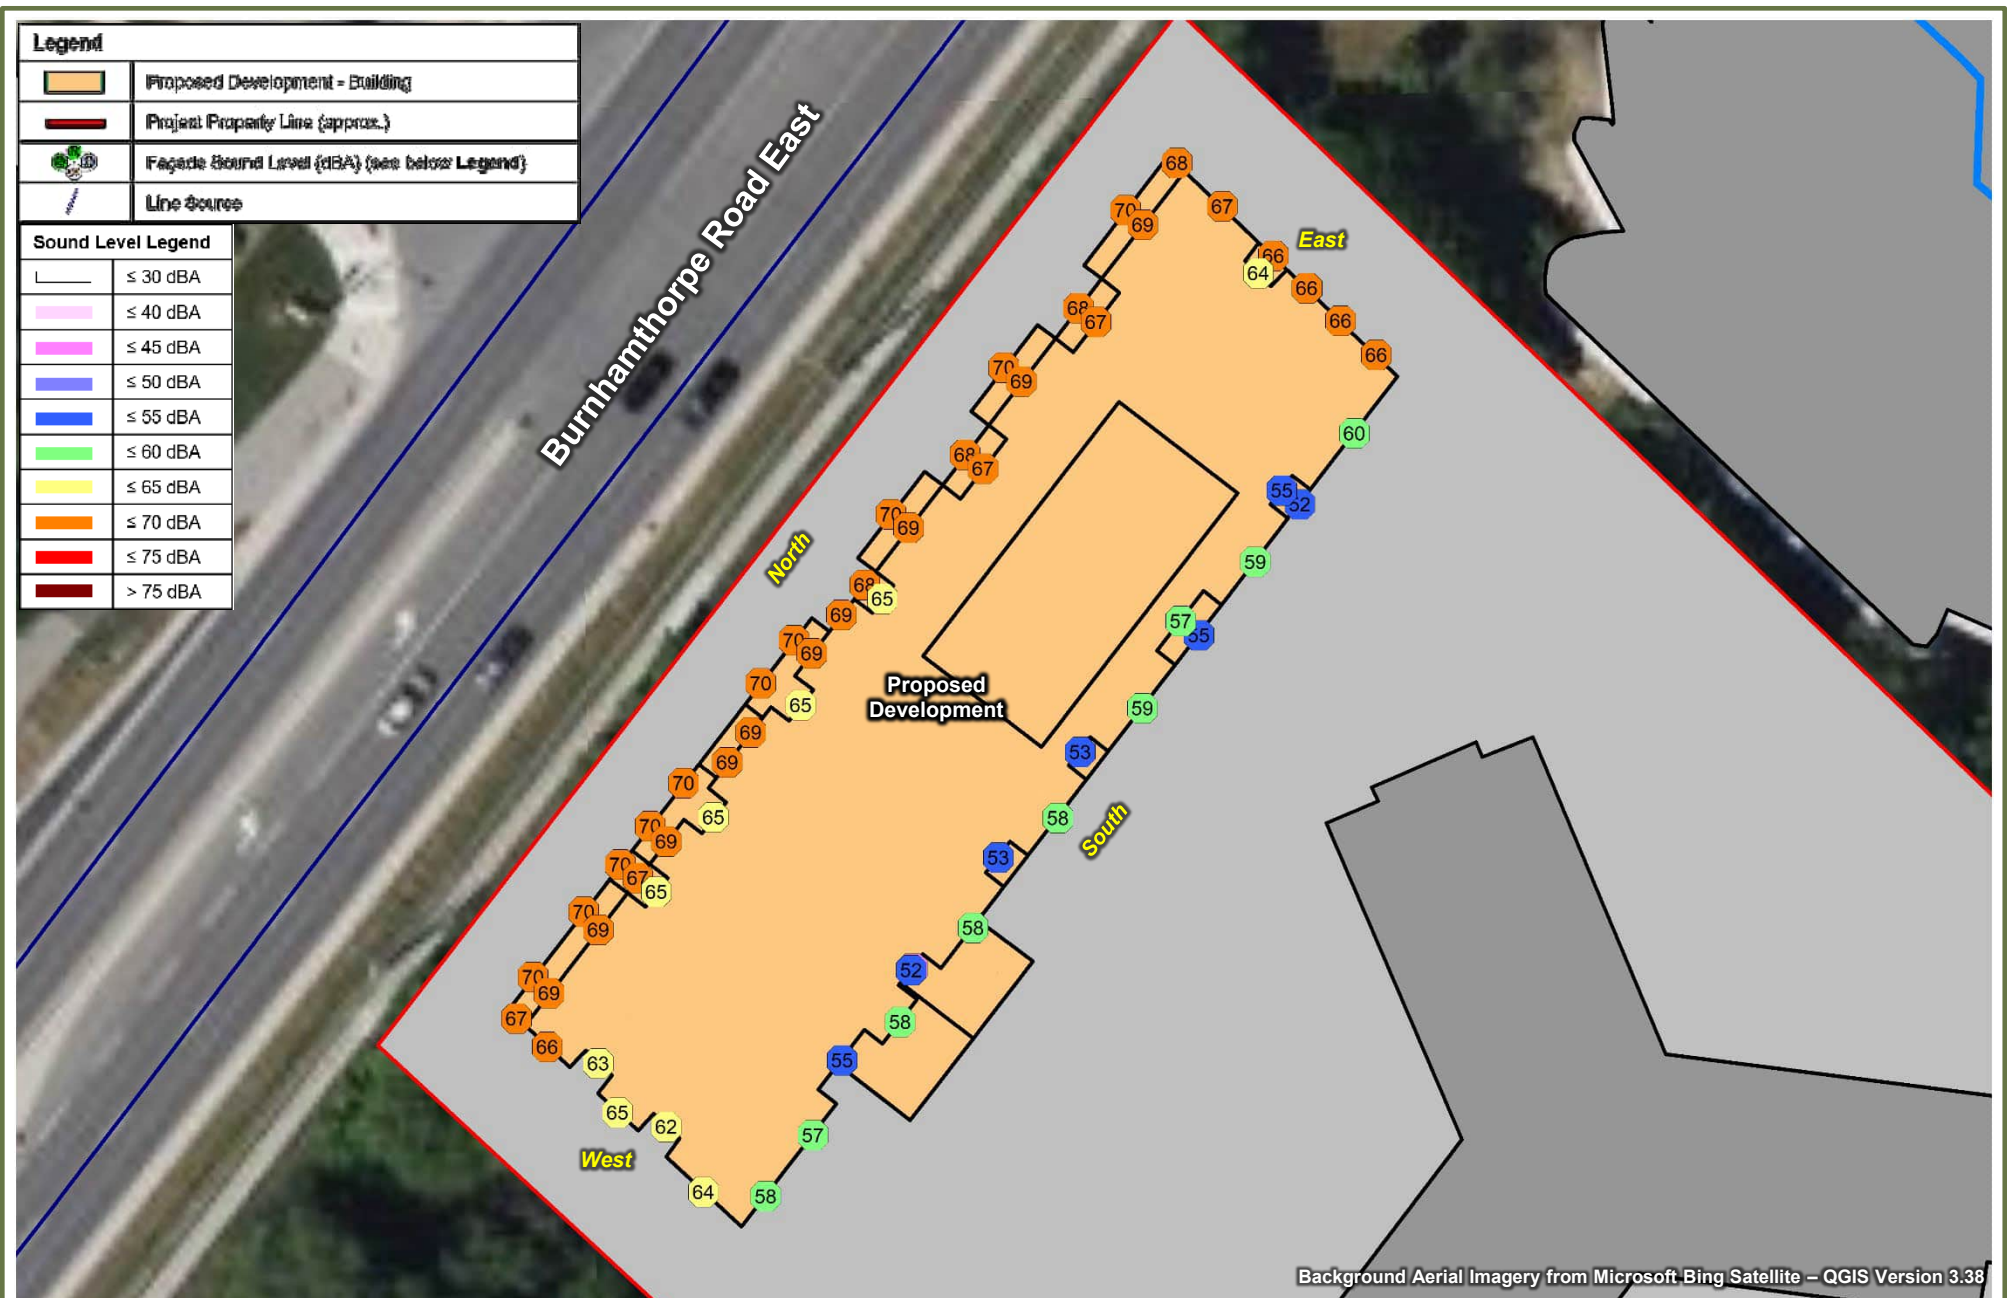 Legend
Proposed Development - Building
Project Property Line (approx.)
Façade Sound Level (dBA) (see below Legend)
Line Source
Sound Level Legend
≤ 30 dBA
≤ 40 dBA
≤ 45 dBA
≤ 50 dBA
≤ 55 dBA
≤ 60 dBA
≤ 65 dBA
≤ 70 dBA
≤ 75 dBA
> 75 dBA
Burnhamthorpe Road East
North
East
South
West
Proposed
Development
68
70
69
67
66
64
66
66
66
68
67
70
69
60
68
67
55
52
70
69
59
68
65
69
57
55
70
69
70
65
59
69
53
69
70
65
58
70
69
53
70
67
65
70
69
58
70
69
52
67
58
66
63
55
65
62
57
64
58
Background Aerial Imagery from Microsoft Bing Satellite – QGIS Version 3.38